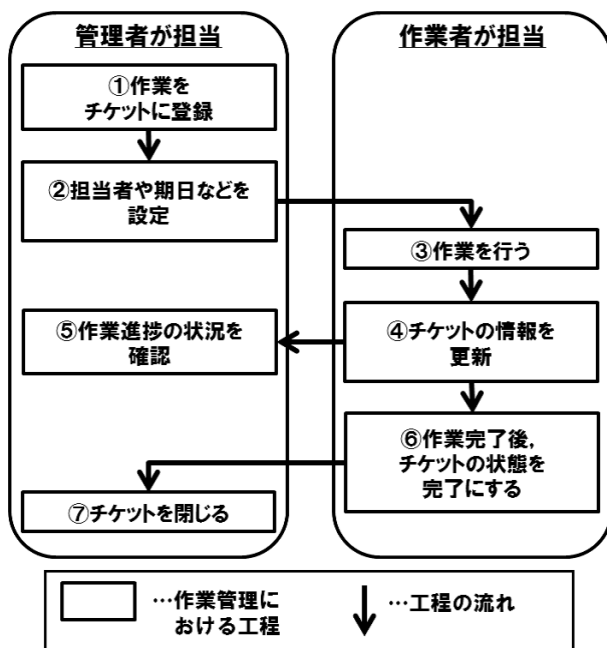 管理者が担当
作業者が担当
①作業を
チケットに登録
②担当者や期日などを
設定
③作業を行う
④チケットの情報を
更新
⑤作業進捗の状況を
確認
⑥作業完了後，
チケットの状態を
完了にする
⑦チケットを閉じる
…作業管理に
おける工程
…工程の流れ